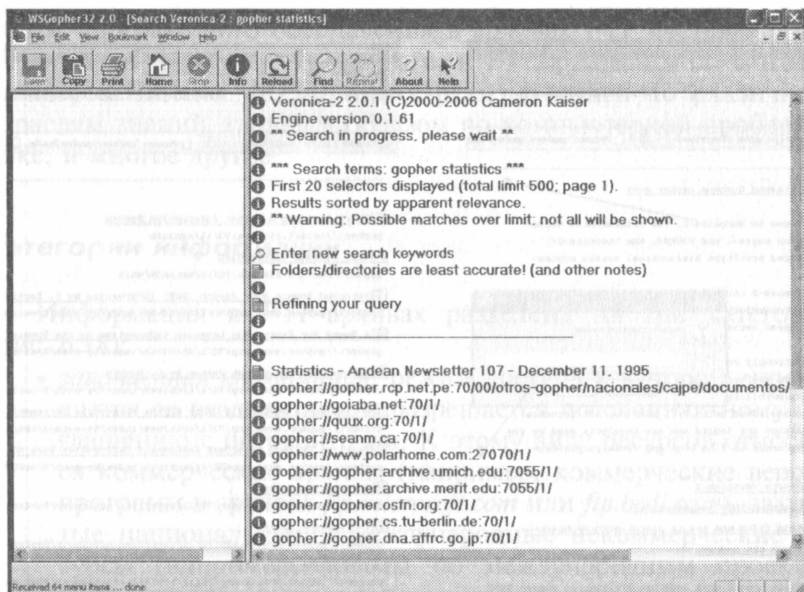 WSGopher32 2.0 - [Search Veronica-2 : gopher statistics]
File Edit View Bookmark Window Help
Save Copy Print Home Stop Info Reload Find Repeat About Help
Veronica-2 2.0.1 (C)2000-2006 Cameron Kaiser
Engine version 0.1.61
** Search in progress, please wait **
*** Search terms: gopher statistics ***
First 20 selectors displayed (total limit 500; page 1).
Results sorted by apparent relevance.
** Warning: Possible matches over limit; not all will be shown.
Enter new search keywords
Folders/directories are least accurate! (and other notes)
Refining your query
Statistics - Andean Newsletter 107 - December 11, 1995
gopher://gopher.rcp.net.pe:70/00/otros-gopher/nacionales/cajpe/documentos/
gopher://goiaba.net:70/1/
gopher://quux.org:70/1/
gopher://seanm.ca:70/1/
gopher://www.polarhome.com:27070/1/
gopher://gopher.archive.umich.edu:7055/1/
gopher://gopher.archive.merit.edu:7055/1/
gopher://gopher.osfn.org:70/1/
gopher://gopher.cs.tu-berlin.de:70/1/
gopher://gopher.dna.affrc.go.jp:70/1/
Received 64 menu items ... done